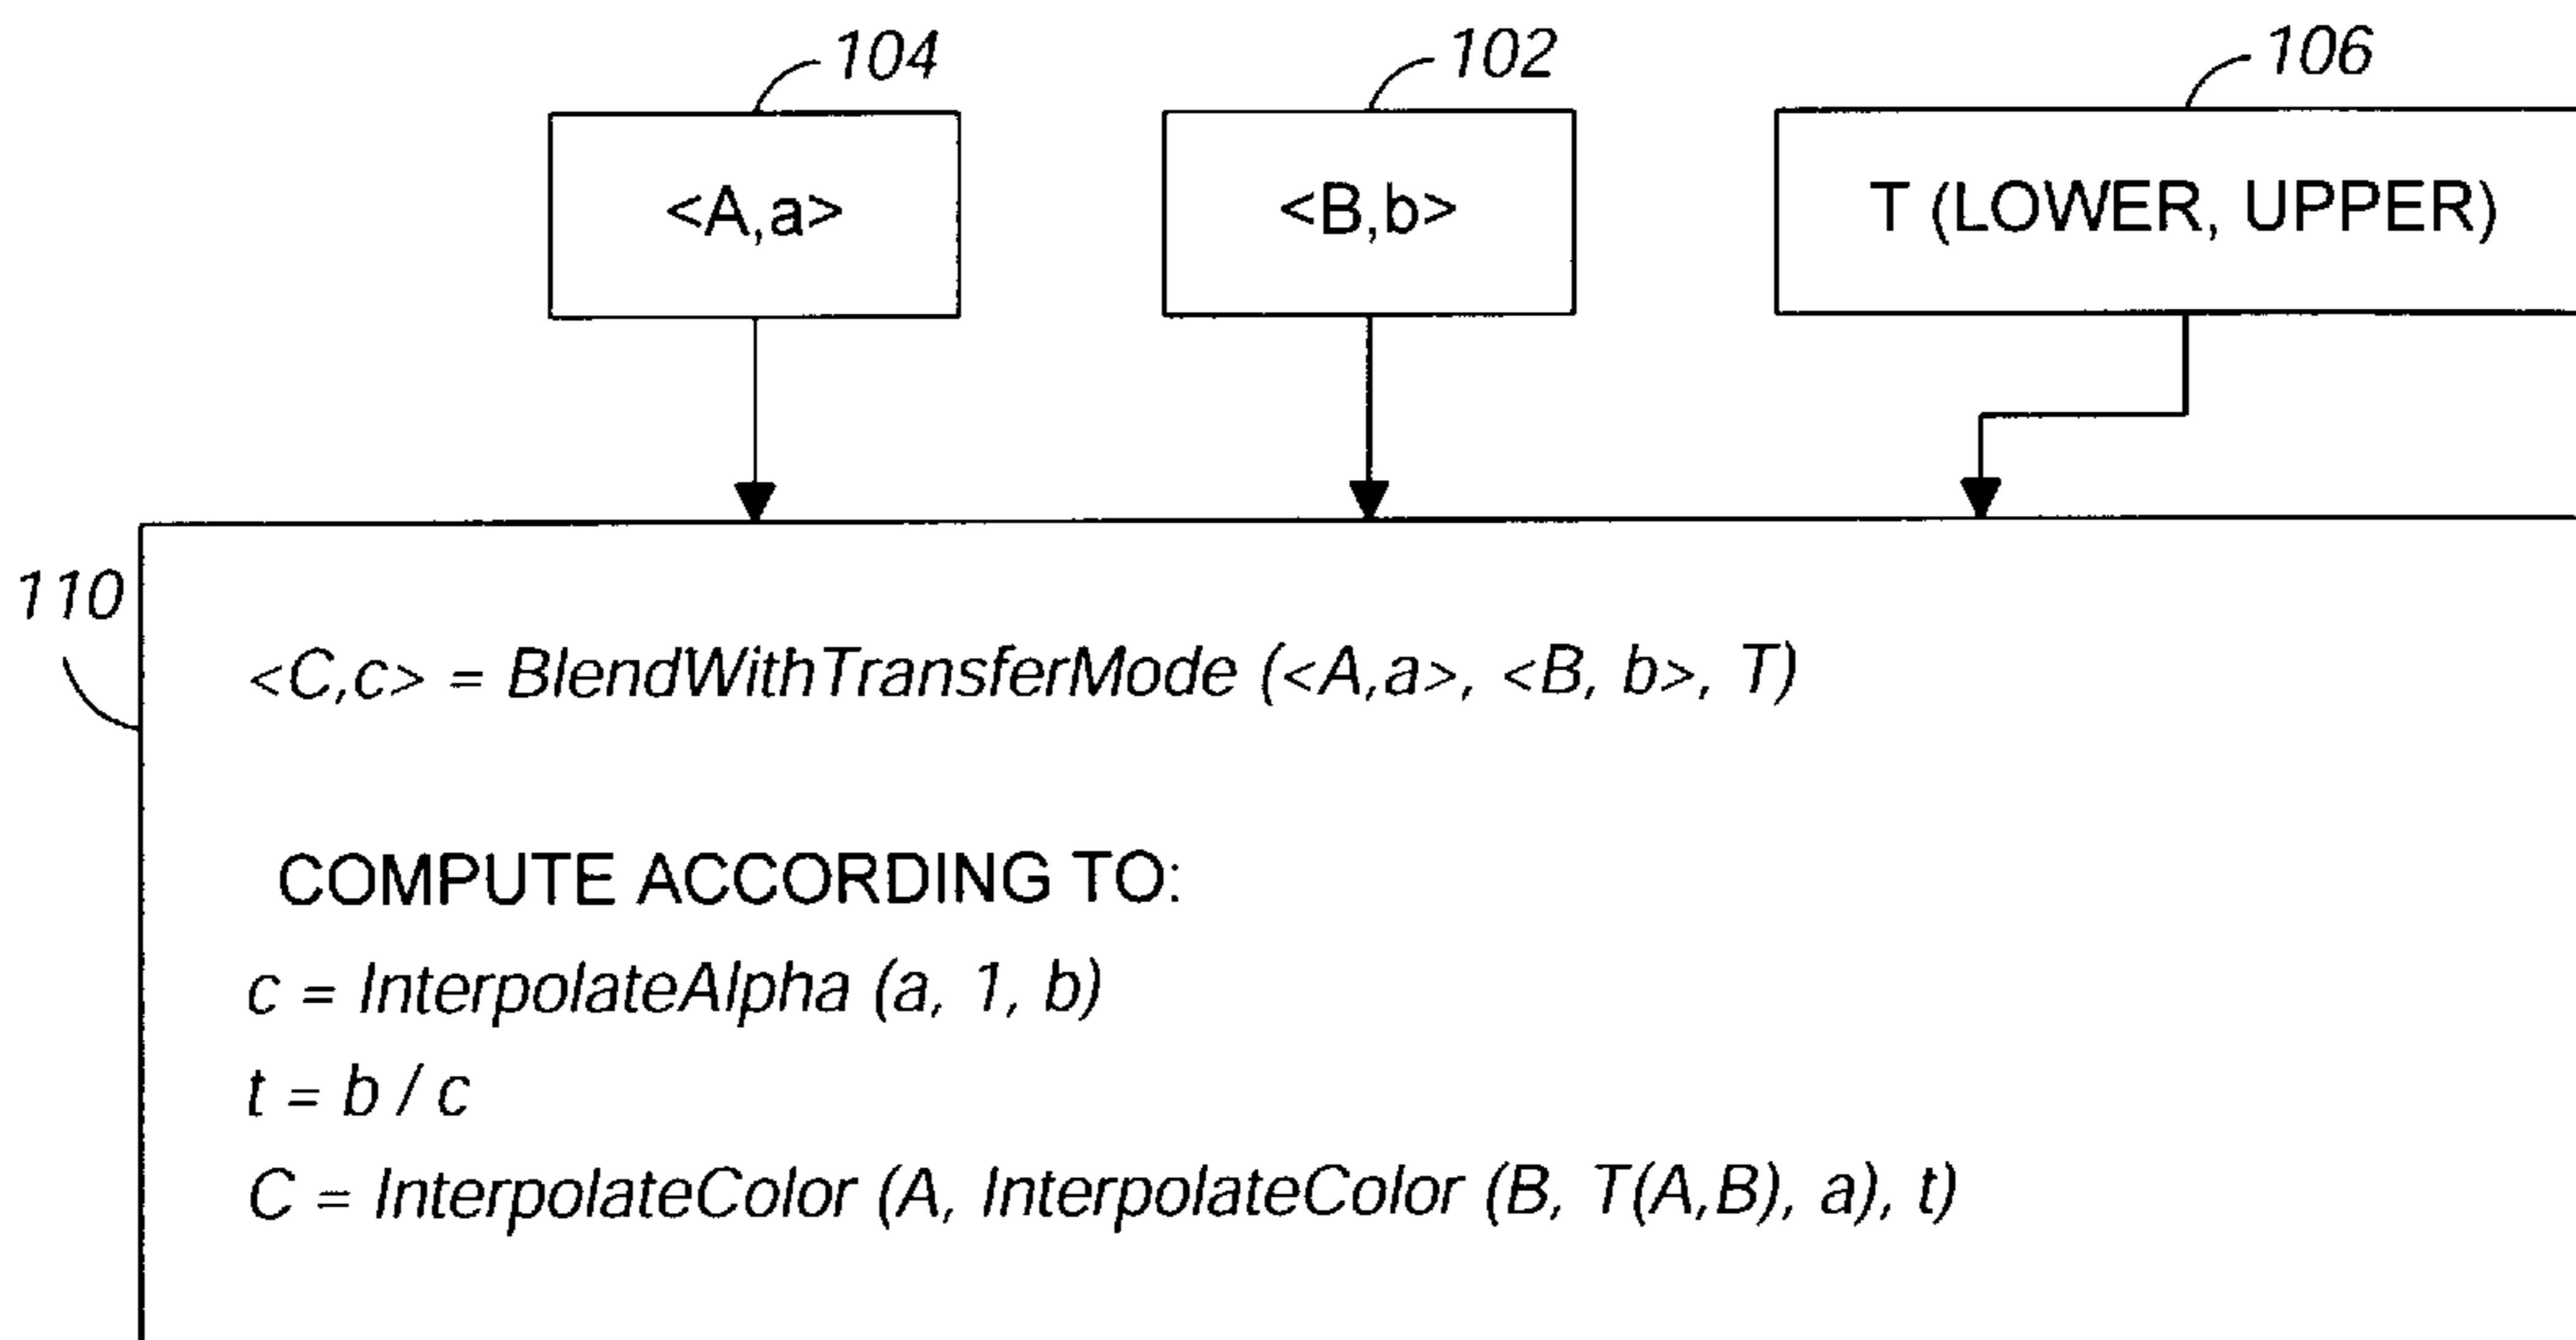 104 102 106
<A,a> <B,b> T (LOWER, UPPER)
110
<C,c> = BlendWithTransferMode (<A,a>, <B, b>, T)
COMPUTE ACCORDING TO:
c = InterpolateAlpha (a, 1, b)
t = b / c
C = InterpolateColor (A, InterpolateColor (B, T(A,B), a), t)